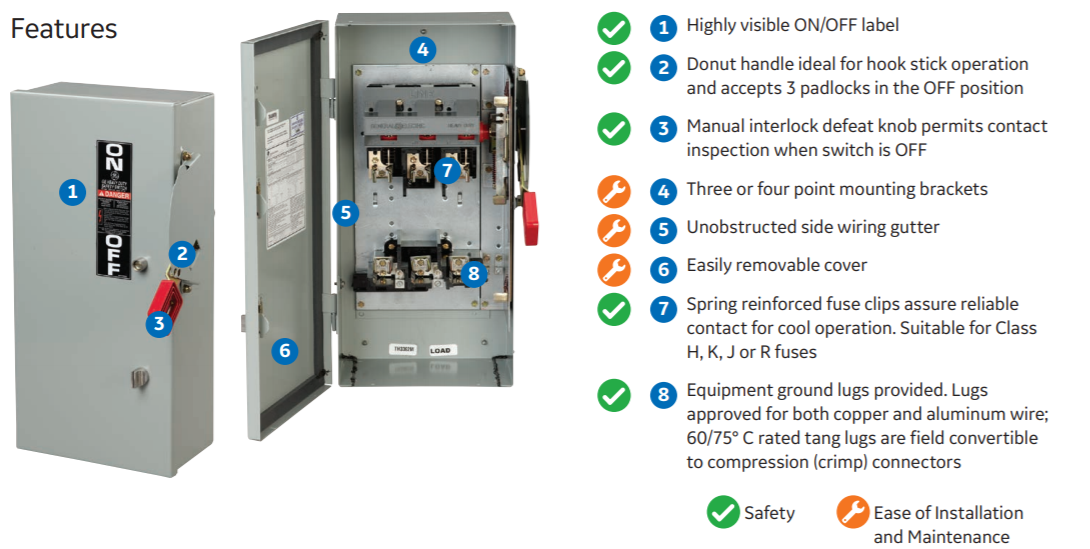 Features
1 Highly visible ON/OFF label
2 Donut handle ideal for hook stick operation
and accepts 3 padlocks in the OFF position
3 Manual interlock defeat knob permits contact
inspection when switch is OFF
4 Three or four point mounting brackets
5 Unobstructed side wiring gutter
6 Easily removable cover
7 Spring reinforced fuse clips assure reliable
contact for cool operation. Suitable for Class
H, K, J or R fuses
8 Equipment ground lugs provided. Lugs
approved for both copper and aluminum wire;
60/75° C rated tang lugs are field convertible
to compression (crimp) connectors
Safety
Ease of Installation
and Maintenance
ON
DANGER
OFF
1
2
3
4
5
6
7
8
GENERAL ELECTRIC
LOAD